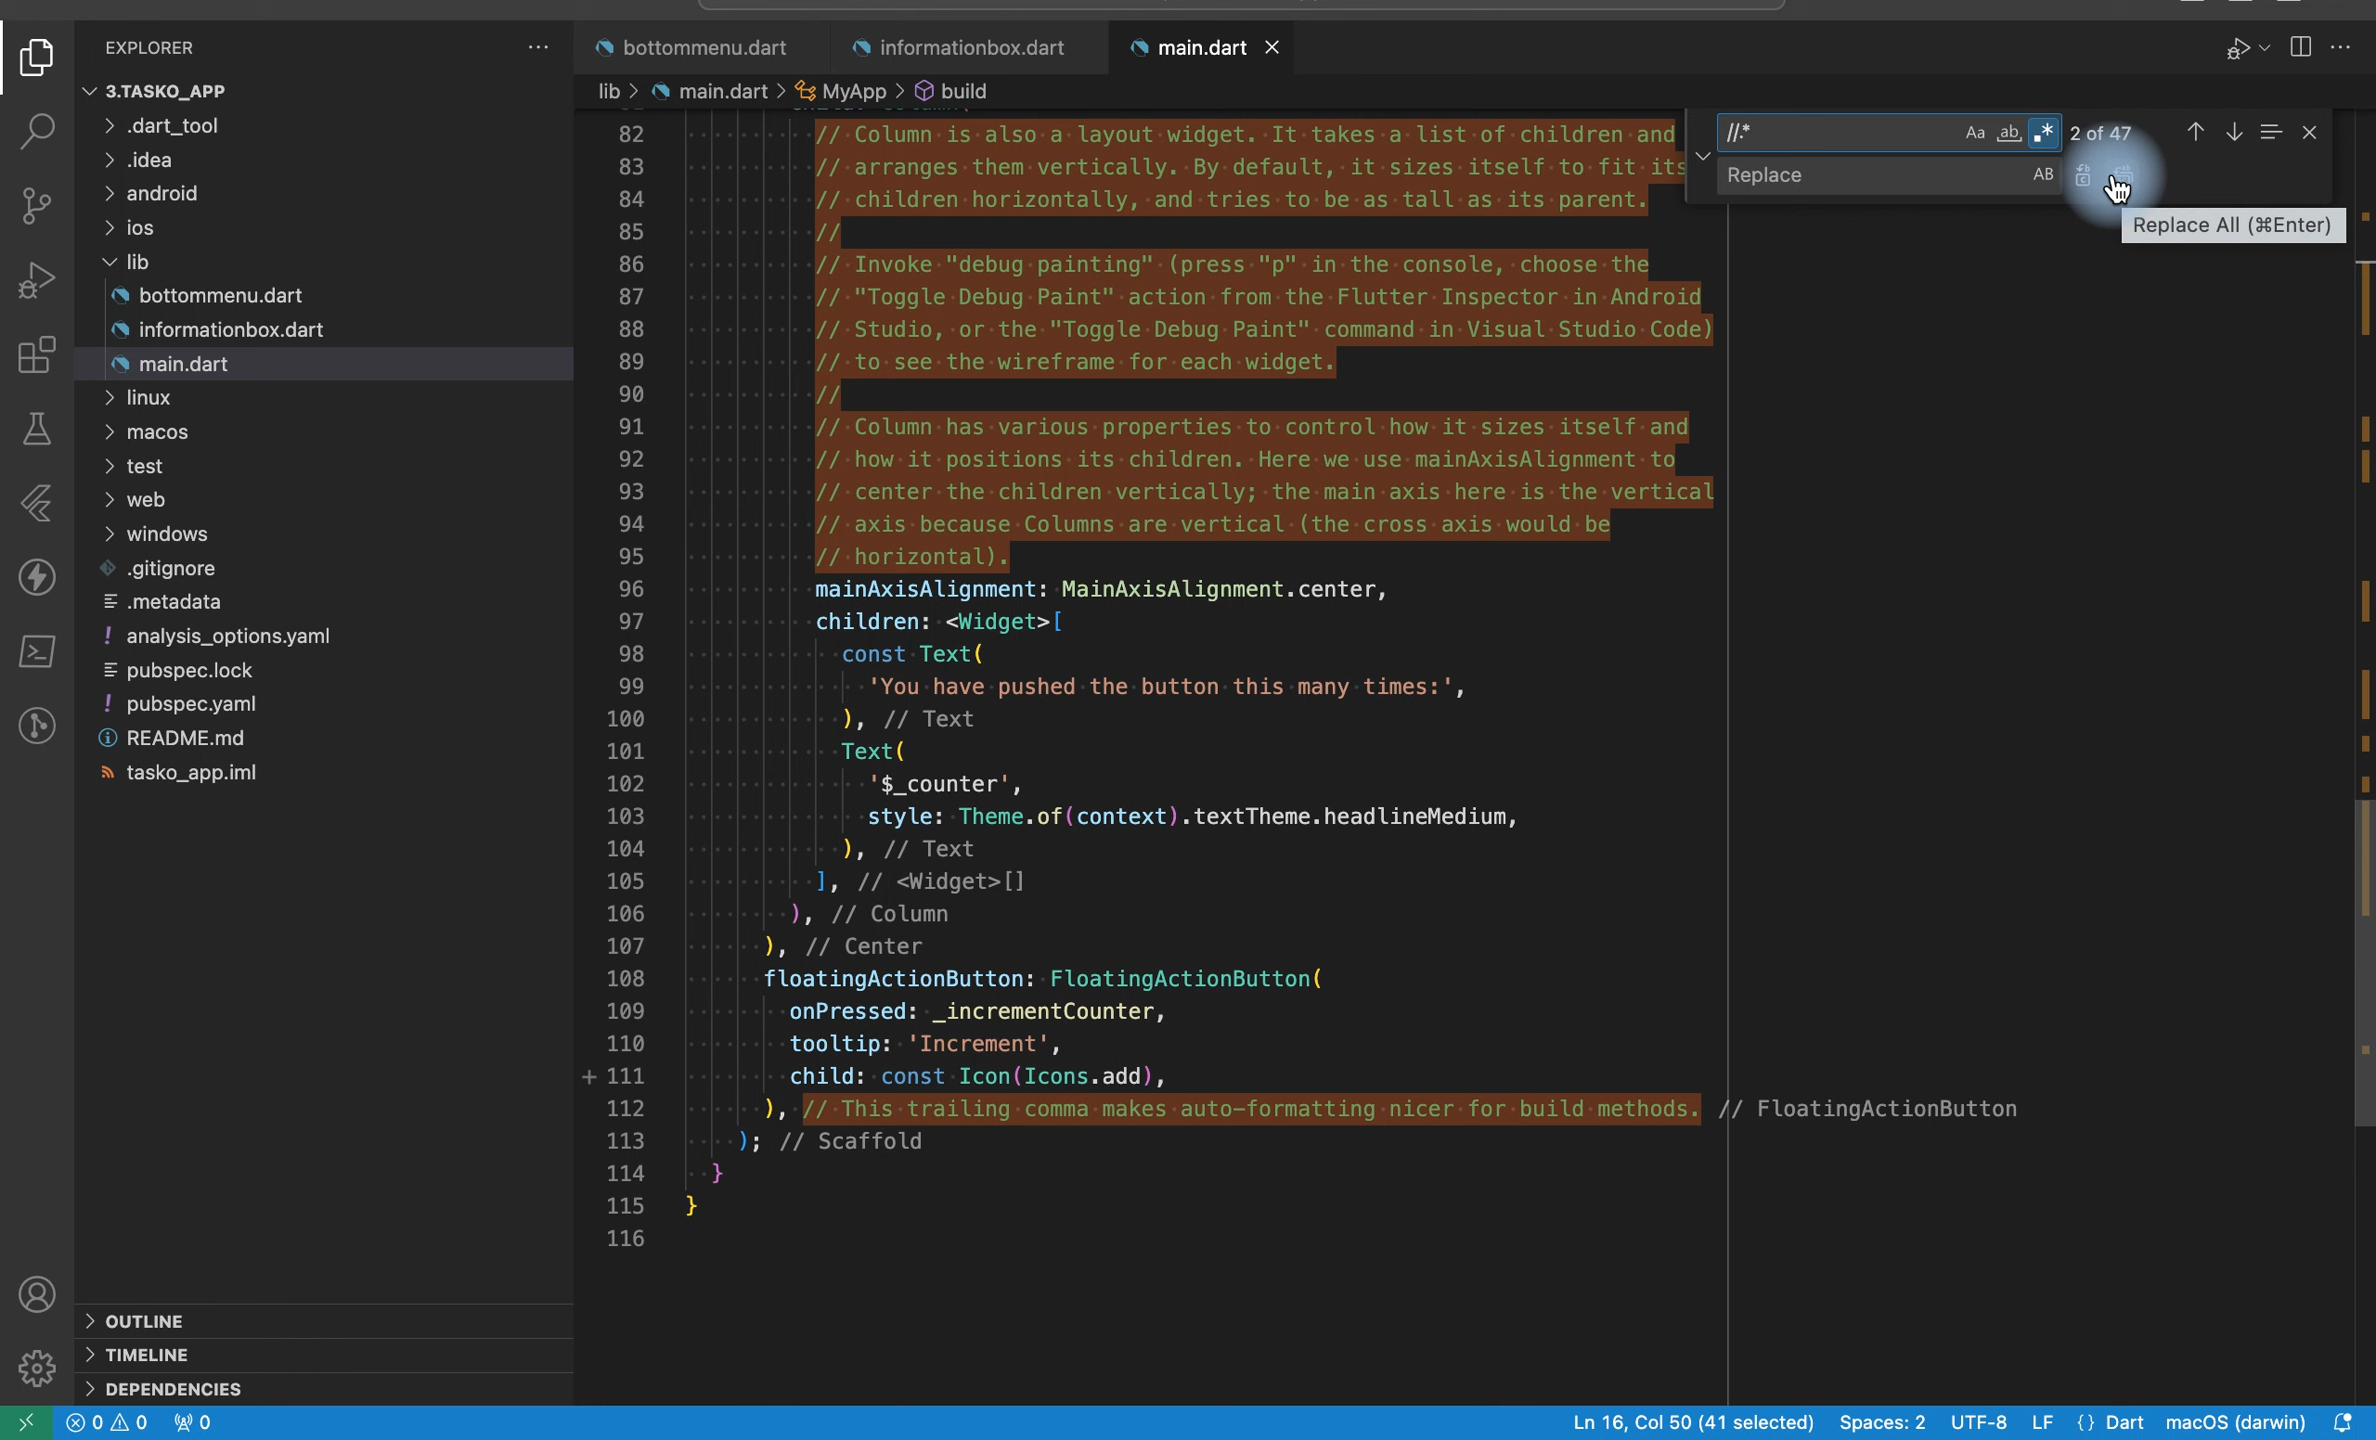 EXPLORER
3.TASKO_APP
.dart_tool
.idea
android
ios
lib
bottommenu.dart
informationbox.dart
main.dart
linux
macos
test
web
windows
.gitignore
.metadata
! analysis_options.yaml
pubspec.lock
! pubspec.yaml
README.md
tasko_app.iml
OUTLINE
TIMELINE
DEPENDENCIES
bottommenu.dart
informationbox.dart
main.dart
lib > main.dart > MyApp > build
//.* Aa ab .* 2 of 47
Replace AB
Replace All (⌘Enter)
82 // Column is also a layout widget. It takes a list of children and
83 // arranges them vertically. By default, it sizes itself to fit its
84 // children horizontally, and tries to be as tall as its parent.
85 //
86 // Invoke "debug painting" (press "p" in the console, choose the
87 // "Toggle Debug Paint" action from the Flutter Inspector in Android
88 // Studio, or the "Toggle Debug Paint" command in Visual Studio Code)
89 // to see the wireframe for each widget.
90 //
91 // Column has various properties to control how it sizes itself and
92 // how it positions its children. Here we use mainAxisAlignment to
93 // center the children vertically; the main axis here is the vertical
94 // axis because Columns are vertical (the cross axis would be
95 // horizontal).
96 mainAxisAlignment: MainAxisAlignment.center,
97 children: <Widget>[
98 const Text(
99 'You have pushed the button this many times:',
100 ), // Text
101 Text(
102 '$_counter',
103 style: Theme.of(context).textTheme.headlineMedium,
104 ), // Text
105 ], // <Widget>[]
106 ), // Column
107 ), // Center
108 floatingActionButton: FloatingActionButton(
109 onPressed: _incrementCounter,
110 tooltip: 'Increment',
+ 111 child: const Icon(Icons.add),
112 ), // This trailing comma makes auto-formatting nicer for build methods. // FloatingActionButton
113 ); // Scaffold
114 }
115 }
116
0 0 0 Ln 16, Col 50 (41 selected) Spaces: 2 UTF-8 LF {} Dart macOS (darwin)